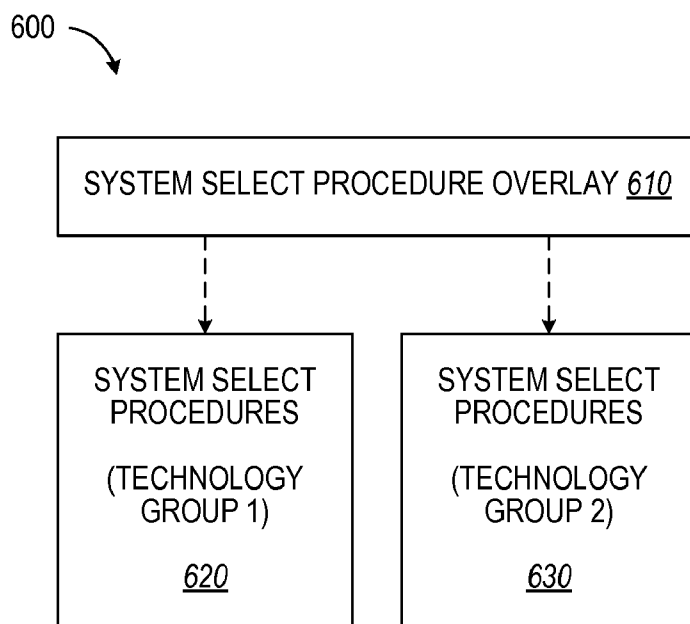 600
SYSTEM SELECT PROCEDURE OVERLAY 610
SYSTEM SELECT
PROCEDURES
(TECHNOLOGY
GROUP 1)
620
SYSTEM SELECT
PROCEDURES
(TECHNOLOGY
GROUP 2)
630